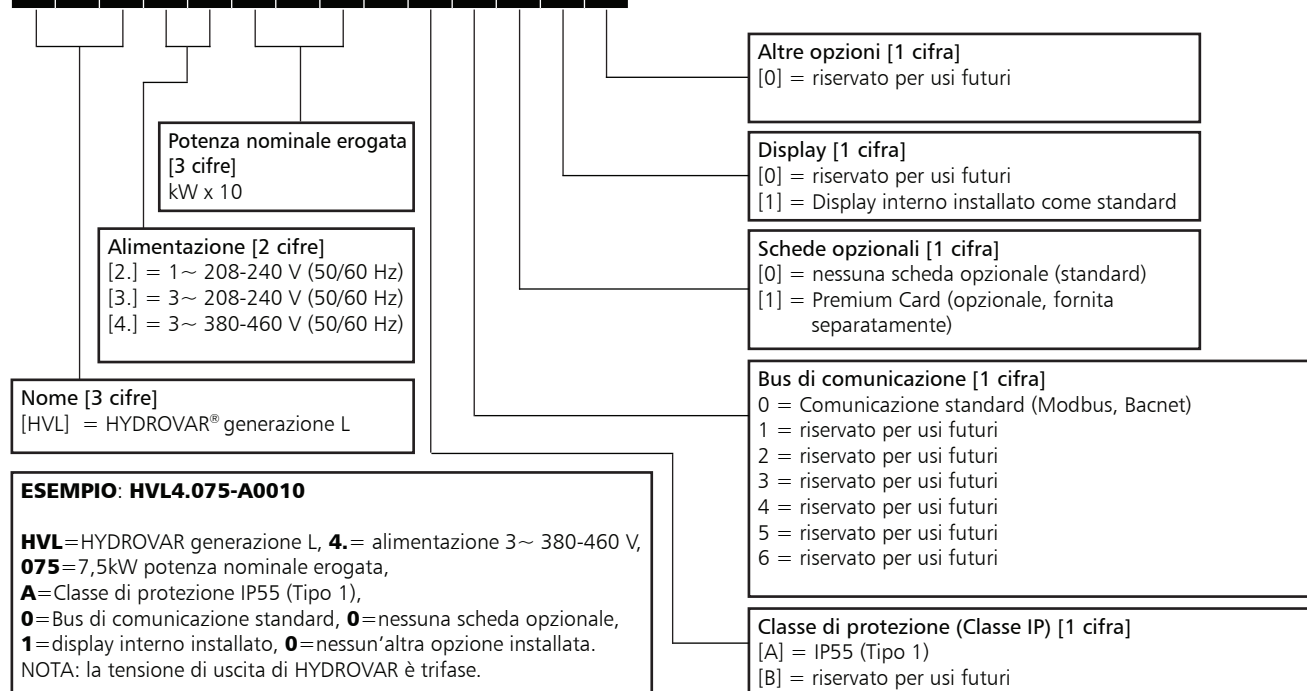 Altre opzioni [1 cifra]
[0] = riservato per usi futuri
Potenza nominale erogata
[3 cifre]
kW x 10
Display [1 cifra]
[0] = riservato per usi futuri
[1] = Display interno installato come standard
Alimentazione [2 cifre]
[2.] = 1~ 208-240 V (50/60 Hz)
[3.] = 3~ 208-240 V (50/60 Hz)
[4.] = 3~ 380-460 V (50/60 Hz)
Schede opzionali [1 cifra]
[0] = nessuna scheda opzionale (standard)
[1] = Premium Card (opzionale, fornita
separatamente)
Nome [3 cifre]
[HVL] = HYDROVAR® generazione L
Bus di comunicazione [1 cifra]
0 = Comunicazione standard (Modbus, Bacnet)
1 = riservato per usi futuri
2 = riservato per usi futuri
3 = riservato per usi futuri
4 = riservato per usi futuri
5 = riservato per usi futuri
6 = riservato per usi futuri
ESEMPIO: HVL4.075-A0010
HVL=HYDROVAR generazione L, 4.= alimentazione 3~ 380-460 V,
075=7,5kW potenza nominale erogata,
A=Classe di protezione IP55 (Tipo 1),
0=Bus di comunicazione standard, 0=nessuna scheda opzionale,
1=display interno installato, 0=nessun'altra opzione installata.
NOTA: la tensione di uscita di HYDROVAR è trifase.
Classe di protezione (Classe IP) [1 cifra]
[A] = IP55 (Tipo 1)
[B] = riservato per usi futuri